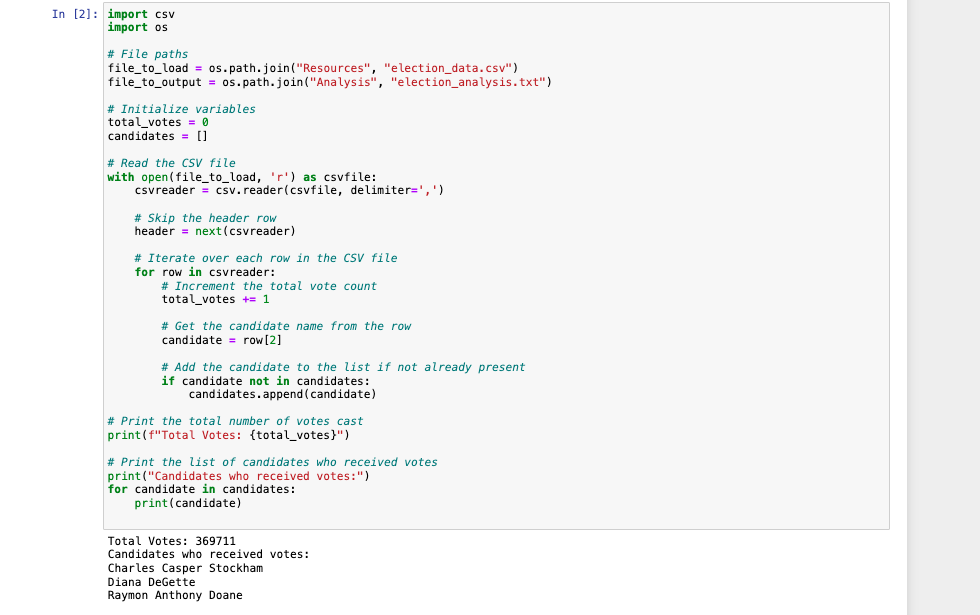 In [2]: import csv
import os
# File paths
file_to_load = os.path.join("Resources", "election_data.csv")
file_to_output = os.path.join("Analysis", "election_analysis.txt")
# Initialize variables
total_votes = 0
candidates = []
# Read the CSV file
with open(file_to_load, 'r') as csvfile:
    csvreader = csv.reader(csvfile, delimiter=',')
    # Skip the header row
    header = next(csvreader)
    # Iterate over each row in the CSV file
    for row in csvreader:
        # Increment the total vote count
        total_votes += 1
        # Get the candidate name from the row
        candidate = row[2]
        # Add the candidate to the list if not already present
        if candidate not in candidates:
            candidates.append(candidate)
# Print the total number of votes cast
print(f"Total Votes: {total_votes}")
# Print the list of candidates who received votes
print("Candidates who received votes:")
for candidate in candidates:
    print(candidate)
Total Votes: 369711
Candidates who received votes:
Charles Casper Stockham
Diana DeGette
Raymon Anthony Doane